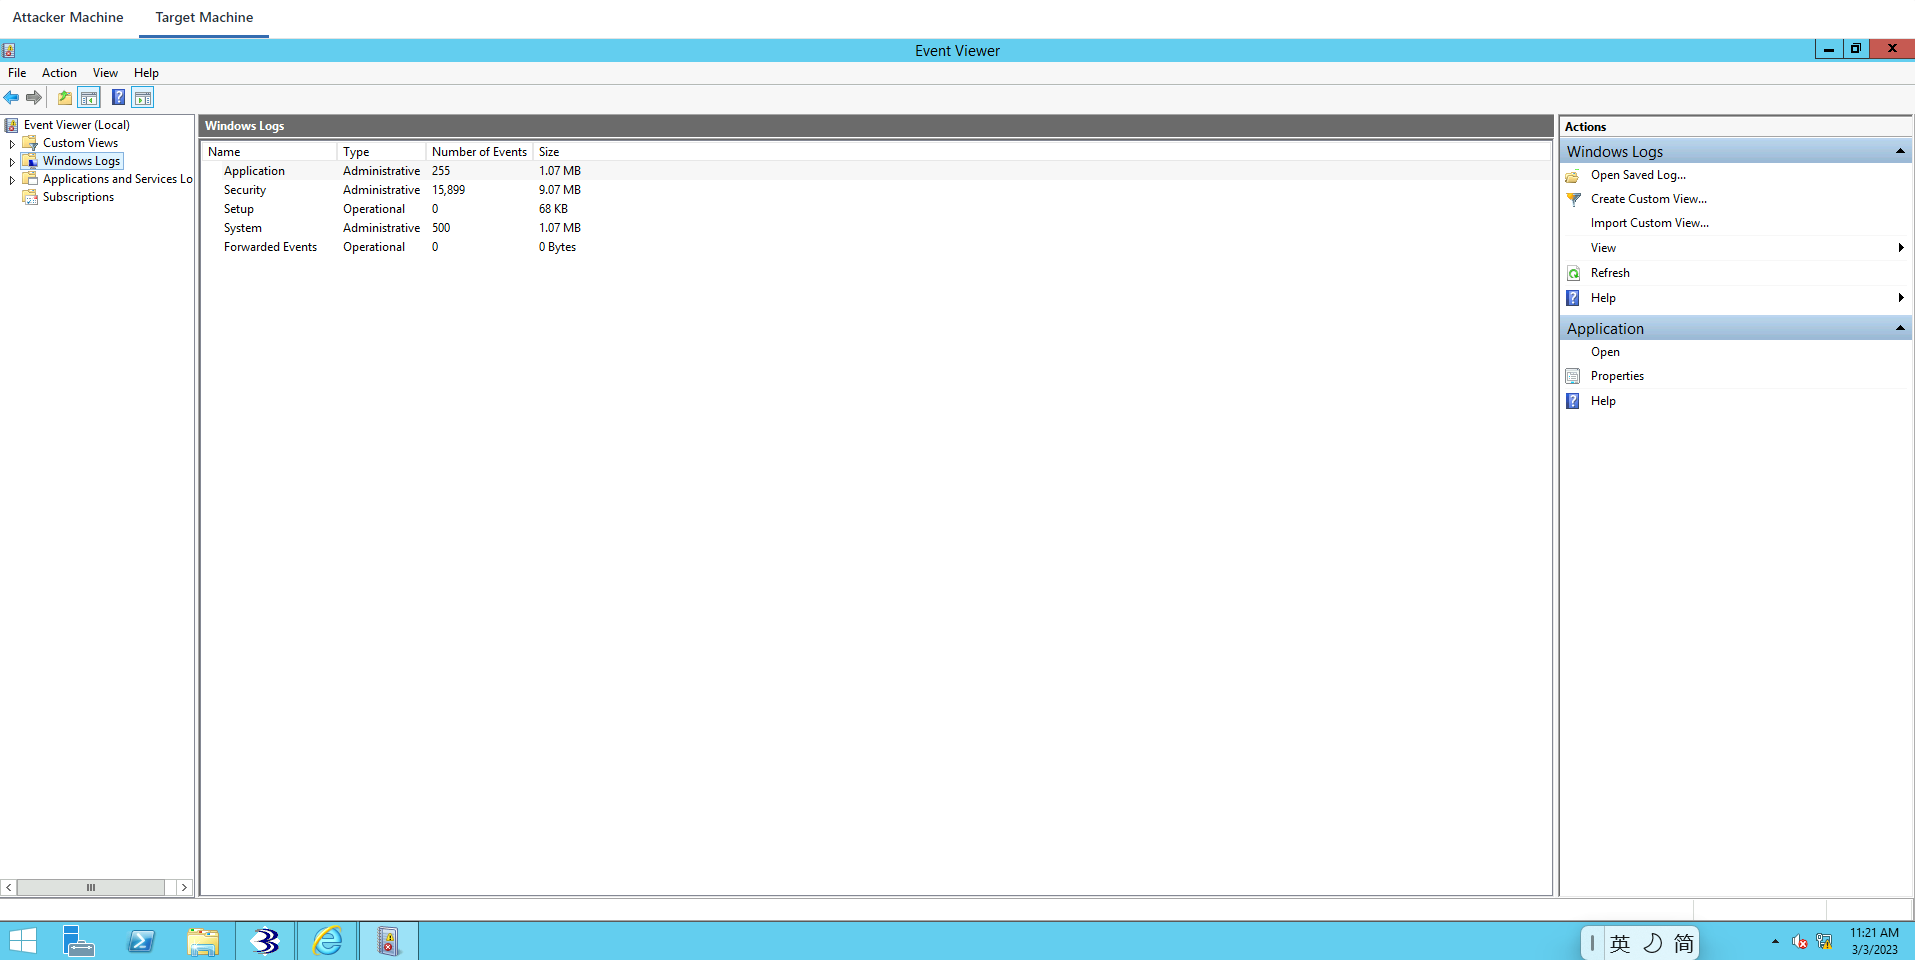 Attacker Machine Target Machine
Event Viewer
File Action View Help
Event Viewer (Local)
Custom Views
Windows Logs
Applications and Services Lo
Subscriptions
Windows Logs
Name Type Number of Events Size
Application Administrative 255 1.07 MB
Security Administrative 15,899 9.07 MB
Setup Operational 0 68 KB
System Administrative 500 1.07 MB
Forwarded Events Operational 0 0 Bytes
Actions
Windows Logs
Open Saved Log...
Create Custom View...
Import Custom View...
View
Refresh
Help
Application
Open
Properties
Help
英 简
11:21 AM
3/3/2023